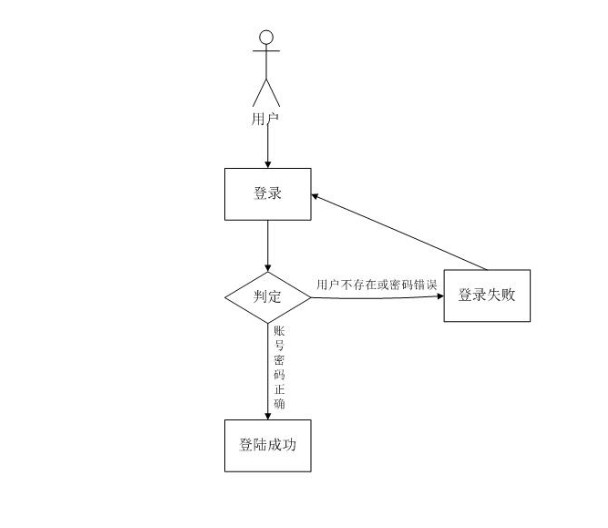 用户
登录
判定
用户不存在或密码错误
登录失败
账号密码正确
登陆成功